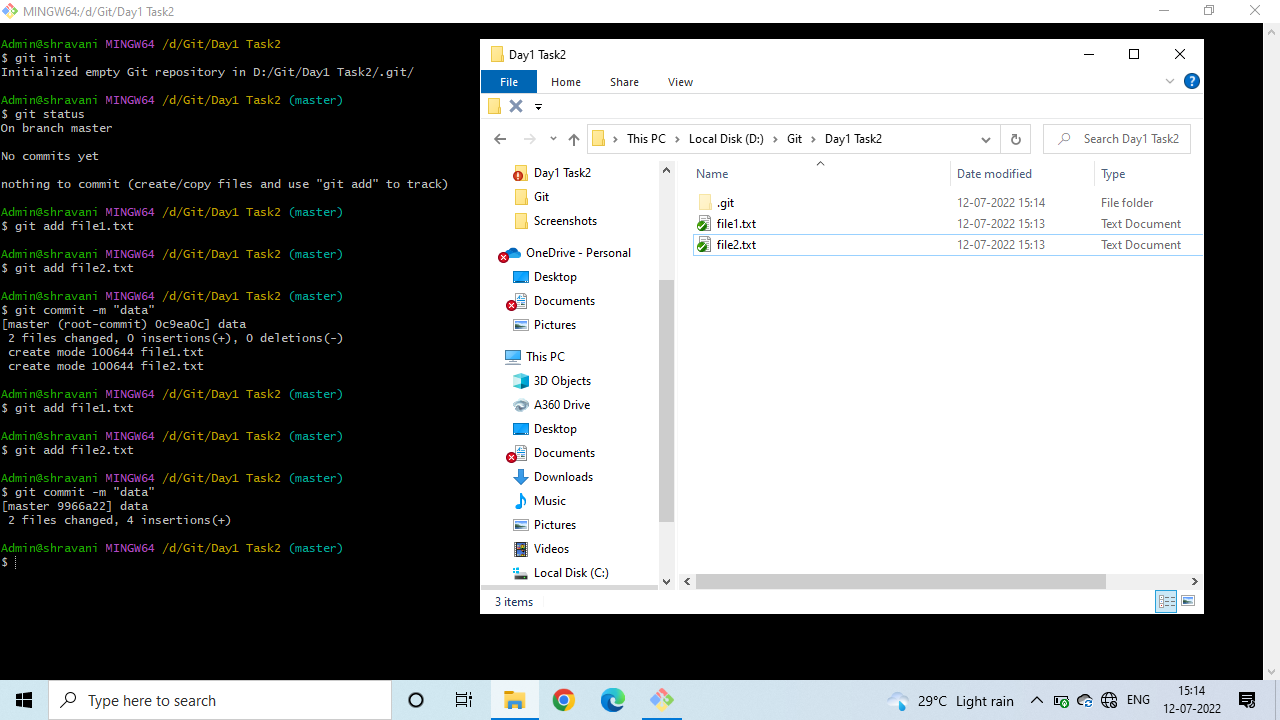 MINGW64:/d/Git/Day1 Task2
Admin@shravani MINGW64 /d/Git/Day1 Task2
$ git init
Initialized empty Git repository in D:/Git/Day1 Task2/.git/
Admin@shravani MINGW64 /d/Git/Day1 Task2 (master)
$ git status
On branch master
No commits yet
nothing to commit (create/copy files and use "git add" to track)
Admin@shravani MINGW64 /d/Git/Day1 Task2 (master)
$ git add file1.txt
Admin@shravani MINGW64 /d/Git/Day1 Task2 (master)
$ git add file2.txt
Admin@shravani MINGW64 /d/Git/Day1 Task2 (master)
$ git commit -m "data"
[master (root-commit) 0c9ea0c] data
2 files changed, 0 insertions(+), 0 deletions(-)
create mode 100644 file1.txt
create mode 100644 file2.txt
Admin@shravani MINGW64 /d/Git/Day1 Task2 (master)
$ git add file1.txt
Admin@shravani MINGW64 /d/Git/Day1 Task2 (master)
$ git add file2.txt
Admin@shravani MINGW64 /d/Git/Day1 Task2 (master)
$ git commit -m "data"
[master 9966a22] data
2 files changed, 4 insertions(+)
Admin@shravani MINGW64 /d/Git/Day1 Task2 (master)
$
Day1 Task2
File Home Share View
This PC > Local Disk (D:) > Git > Day1 Task2
Search Day1 Task2
Day1 Task2
Git
Screenshots
OneDrive - Personal
Desktop
Documents
Pictures
This PC
3D Objects
A360 Drive
Desktop
Documents
Downloads
Music
Pictures
Videos
Local Disk (C:)
Name Date modified Type
.git 12-07-2022 15:14 File folder
file1.txt 12-07-2022 15:13 Text Document
file2.txt 12-07-2022 15:13 Text Document
3 items
Type here to search
29°C Light rain
ENG
15:14
12-07-2022